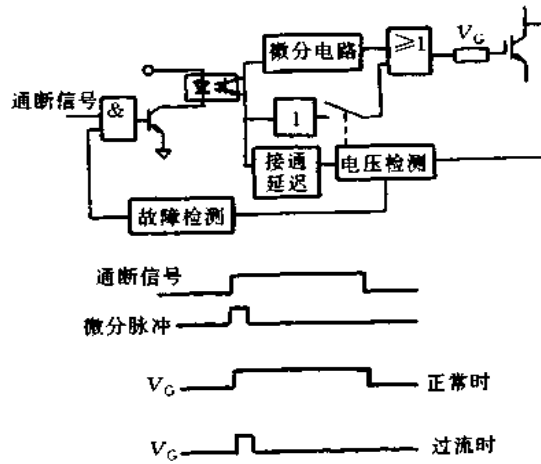 微分电路
≥1
V_G
通断信号
&
1
接通
延迟
电压检测
故障检测
通断信号
微分脉冲
V_G
正常时
V_G
过流时